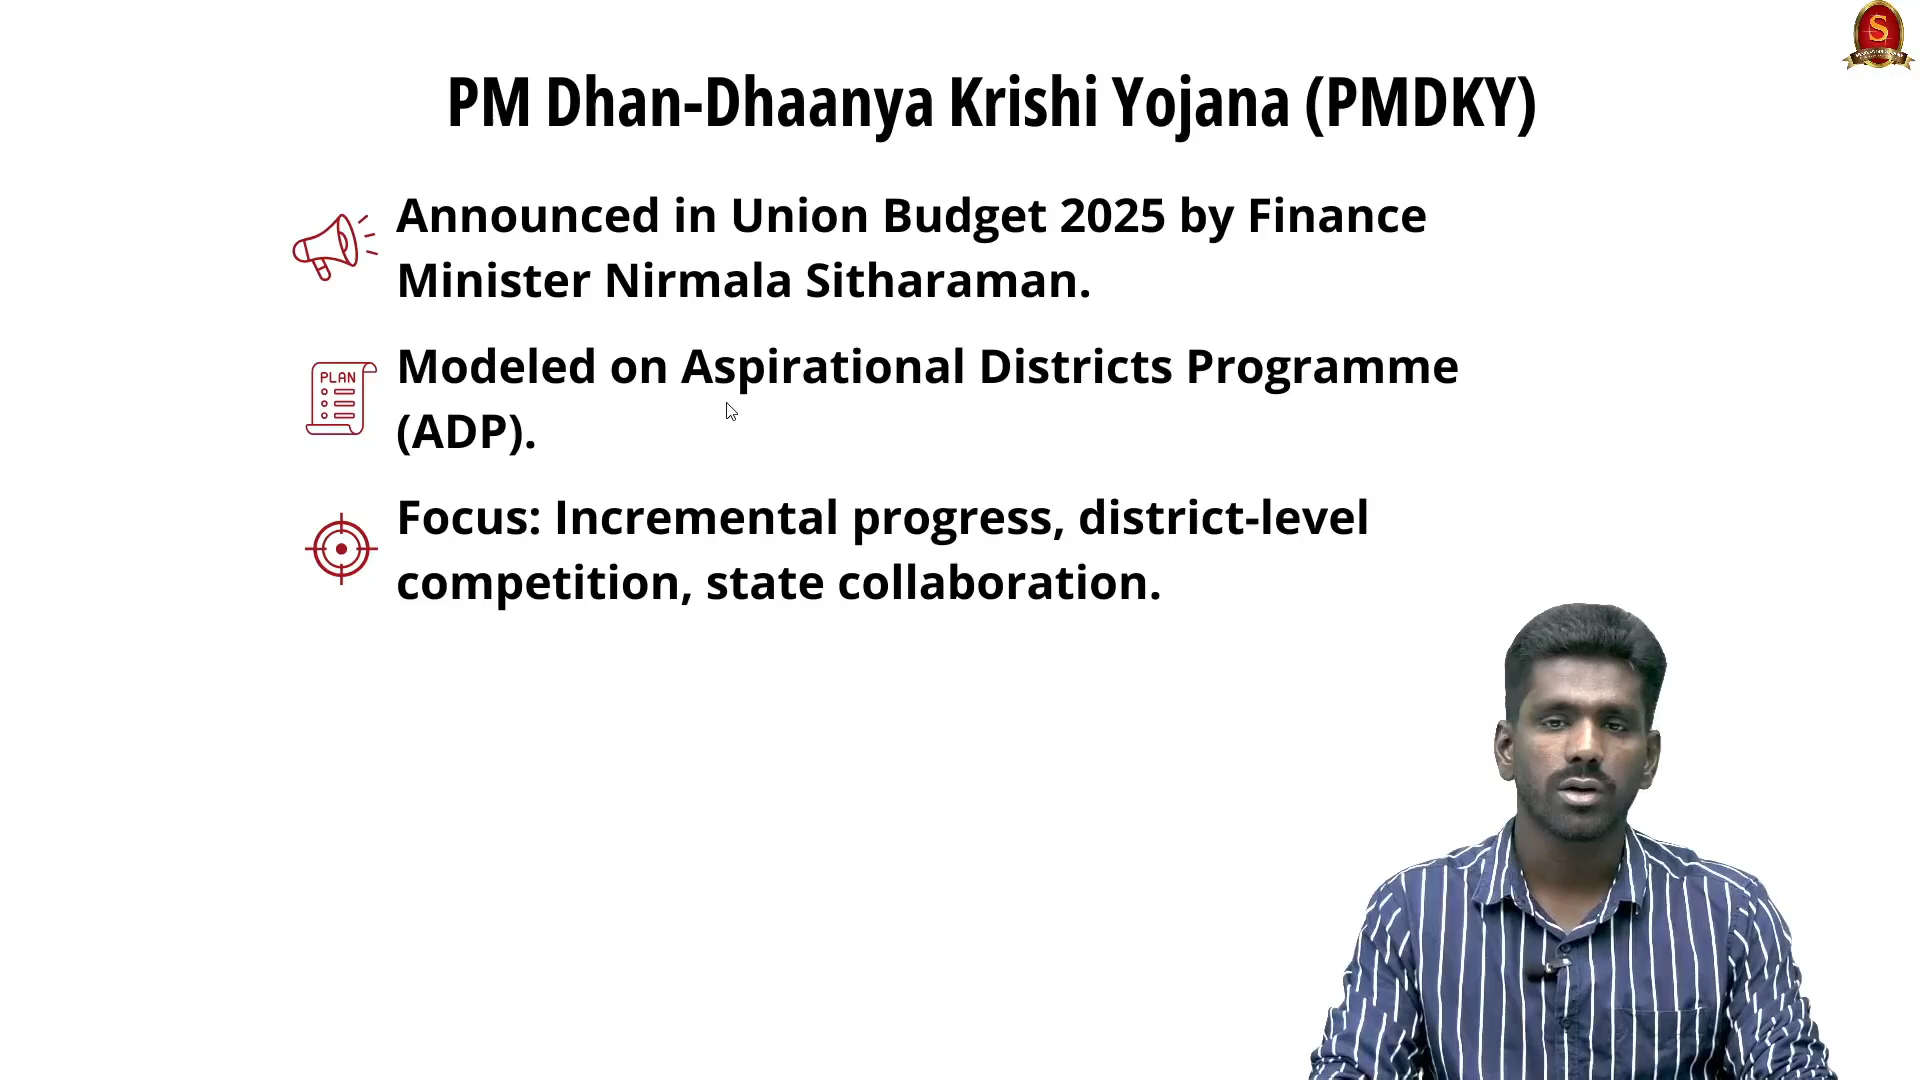 PM Dhan-Dhaanya Krishi Yojana (PMDKY)
Announced in Union Budget 2025 by Finance
Minister Nirmala Sitharaman.
PLAN
Modeled on Aspirational Districts Programme
(ADP).
Focus: Incremental progress, district-level
competition, state collaboration.
S